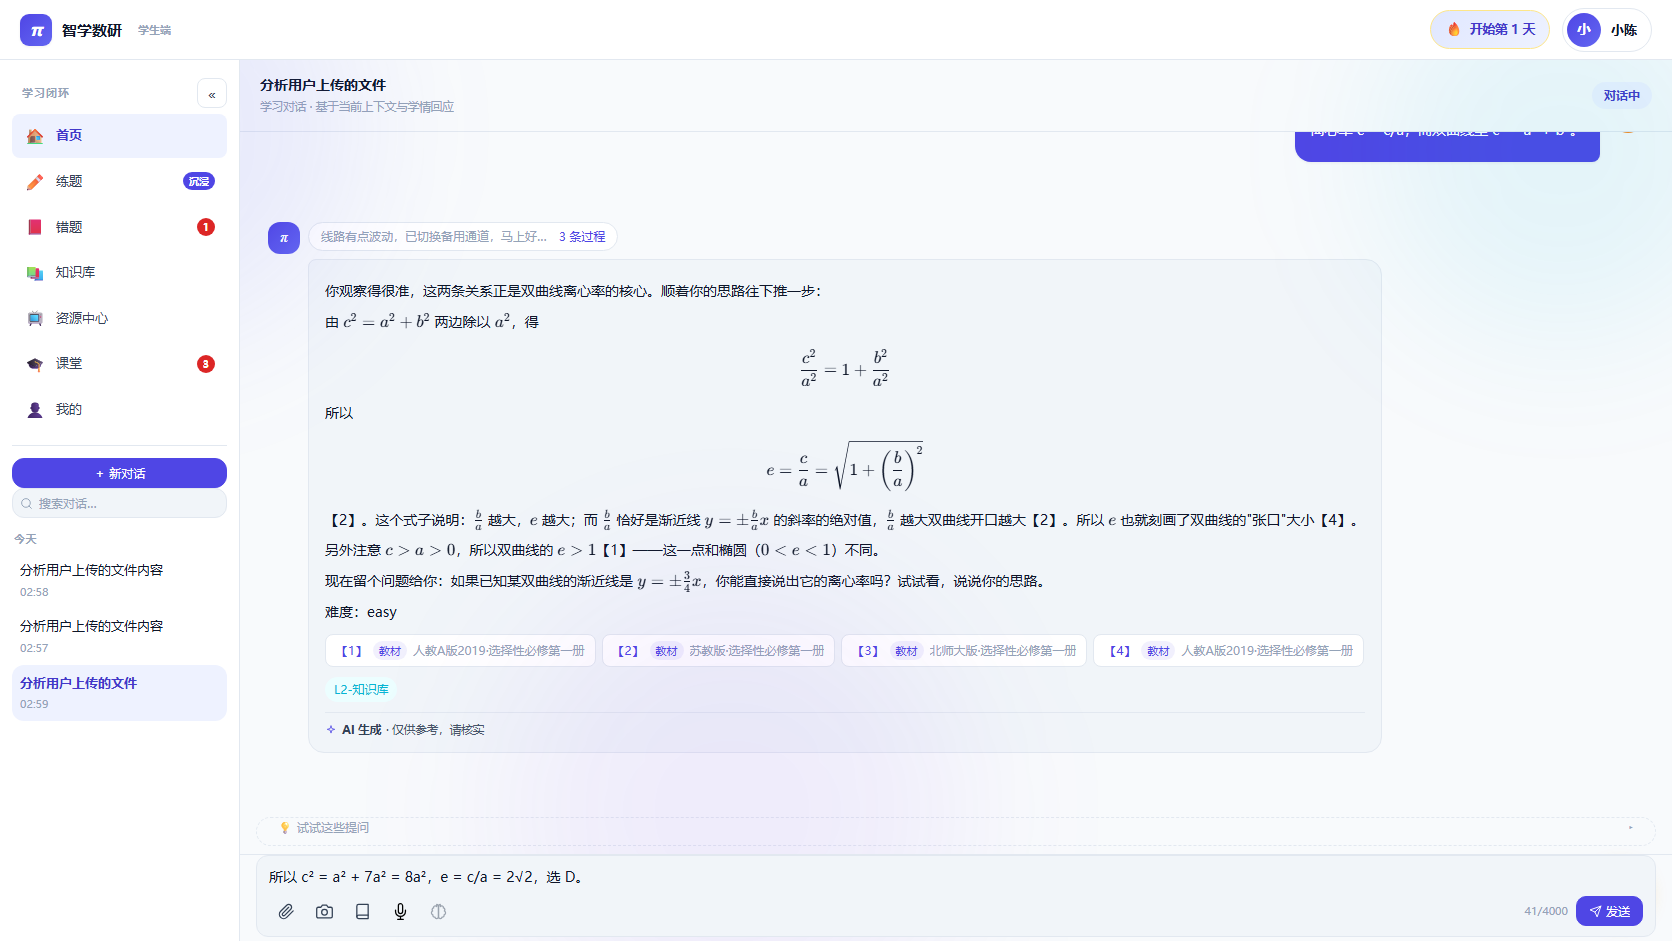 π 智学数研 学生端
开始第 1 天
小 小陈
学习闭环
«
首页
练题 沉浸
错题 1
知识库
资源中心
课堂 3
我的
+ 新对话
搜索对话...
今天
分析用户上传的文件内容
02:58
分析用户上传的文件内容
02:57
分析用户上传的文件
02:59
分析用户上传的文件
学习对话 · 基于当前上下文与学情回应
对话中
π
线路有点波动，已切换备用通道，马上好... 3 条过程
你观察得很准，这两条关系正是双曲线离心率的核心。顺着你的思路往下推一步：
由 c² = a² + b² 两边除以 a²，得
c²/a² = 1 + b²/a²
所以
e = c/a = √(1 + (b/a)²)
【2】。这个式子说明：b/a 越大，e 越大；而 b/a 恰好是渐近线 y = ±b/a x 的斜率的绝对值，b/a 越大双曲线开口越大【2】。所以 e 也就刻画了双曲线的"张口"大小【4】。
另外注意 c > a > 0，所以双曲线的 e > 1【1】——这一点和椭圆（0 < e < 1）不同。
现在留个问题给你：如果已知某双曲线的渐近线是 y = ±3/4 x，你能直接说出它的离心率吗？试试看，说说你的思路。
难度：easy
【1】 教材 人教A版2019·选择性必修第一册
【2】 教材 苏教版·选择性必修第一册
【3】 教材 北师大版·选择性必修第一册
【4】 教材 人教A版2019·选择性必修第一册
L2-知识库
AI 生成 · 仅供参考，请核实
试试这些提问
所以 c² = a² + 7a² = 8a²，e = c/a = 2√2，选 D。
41/4000
发送